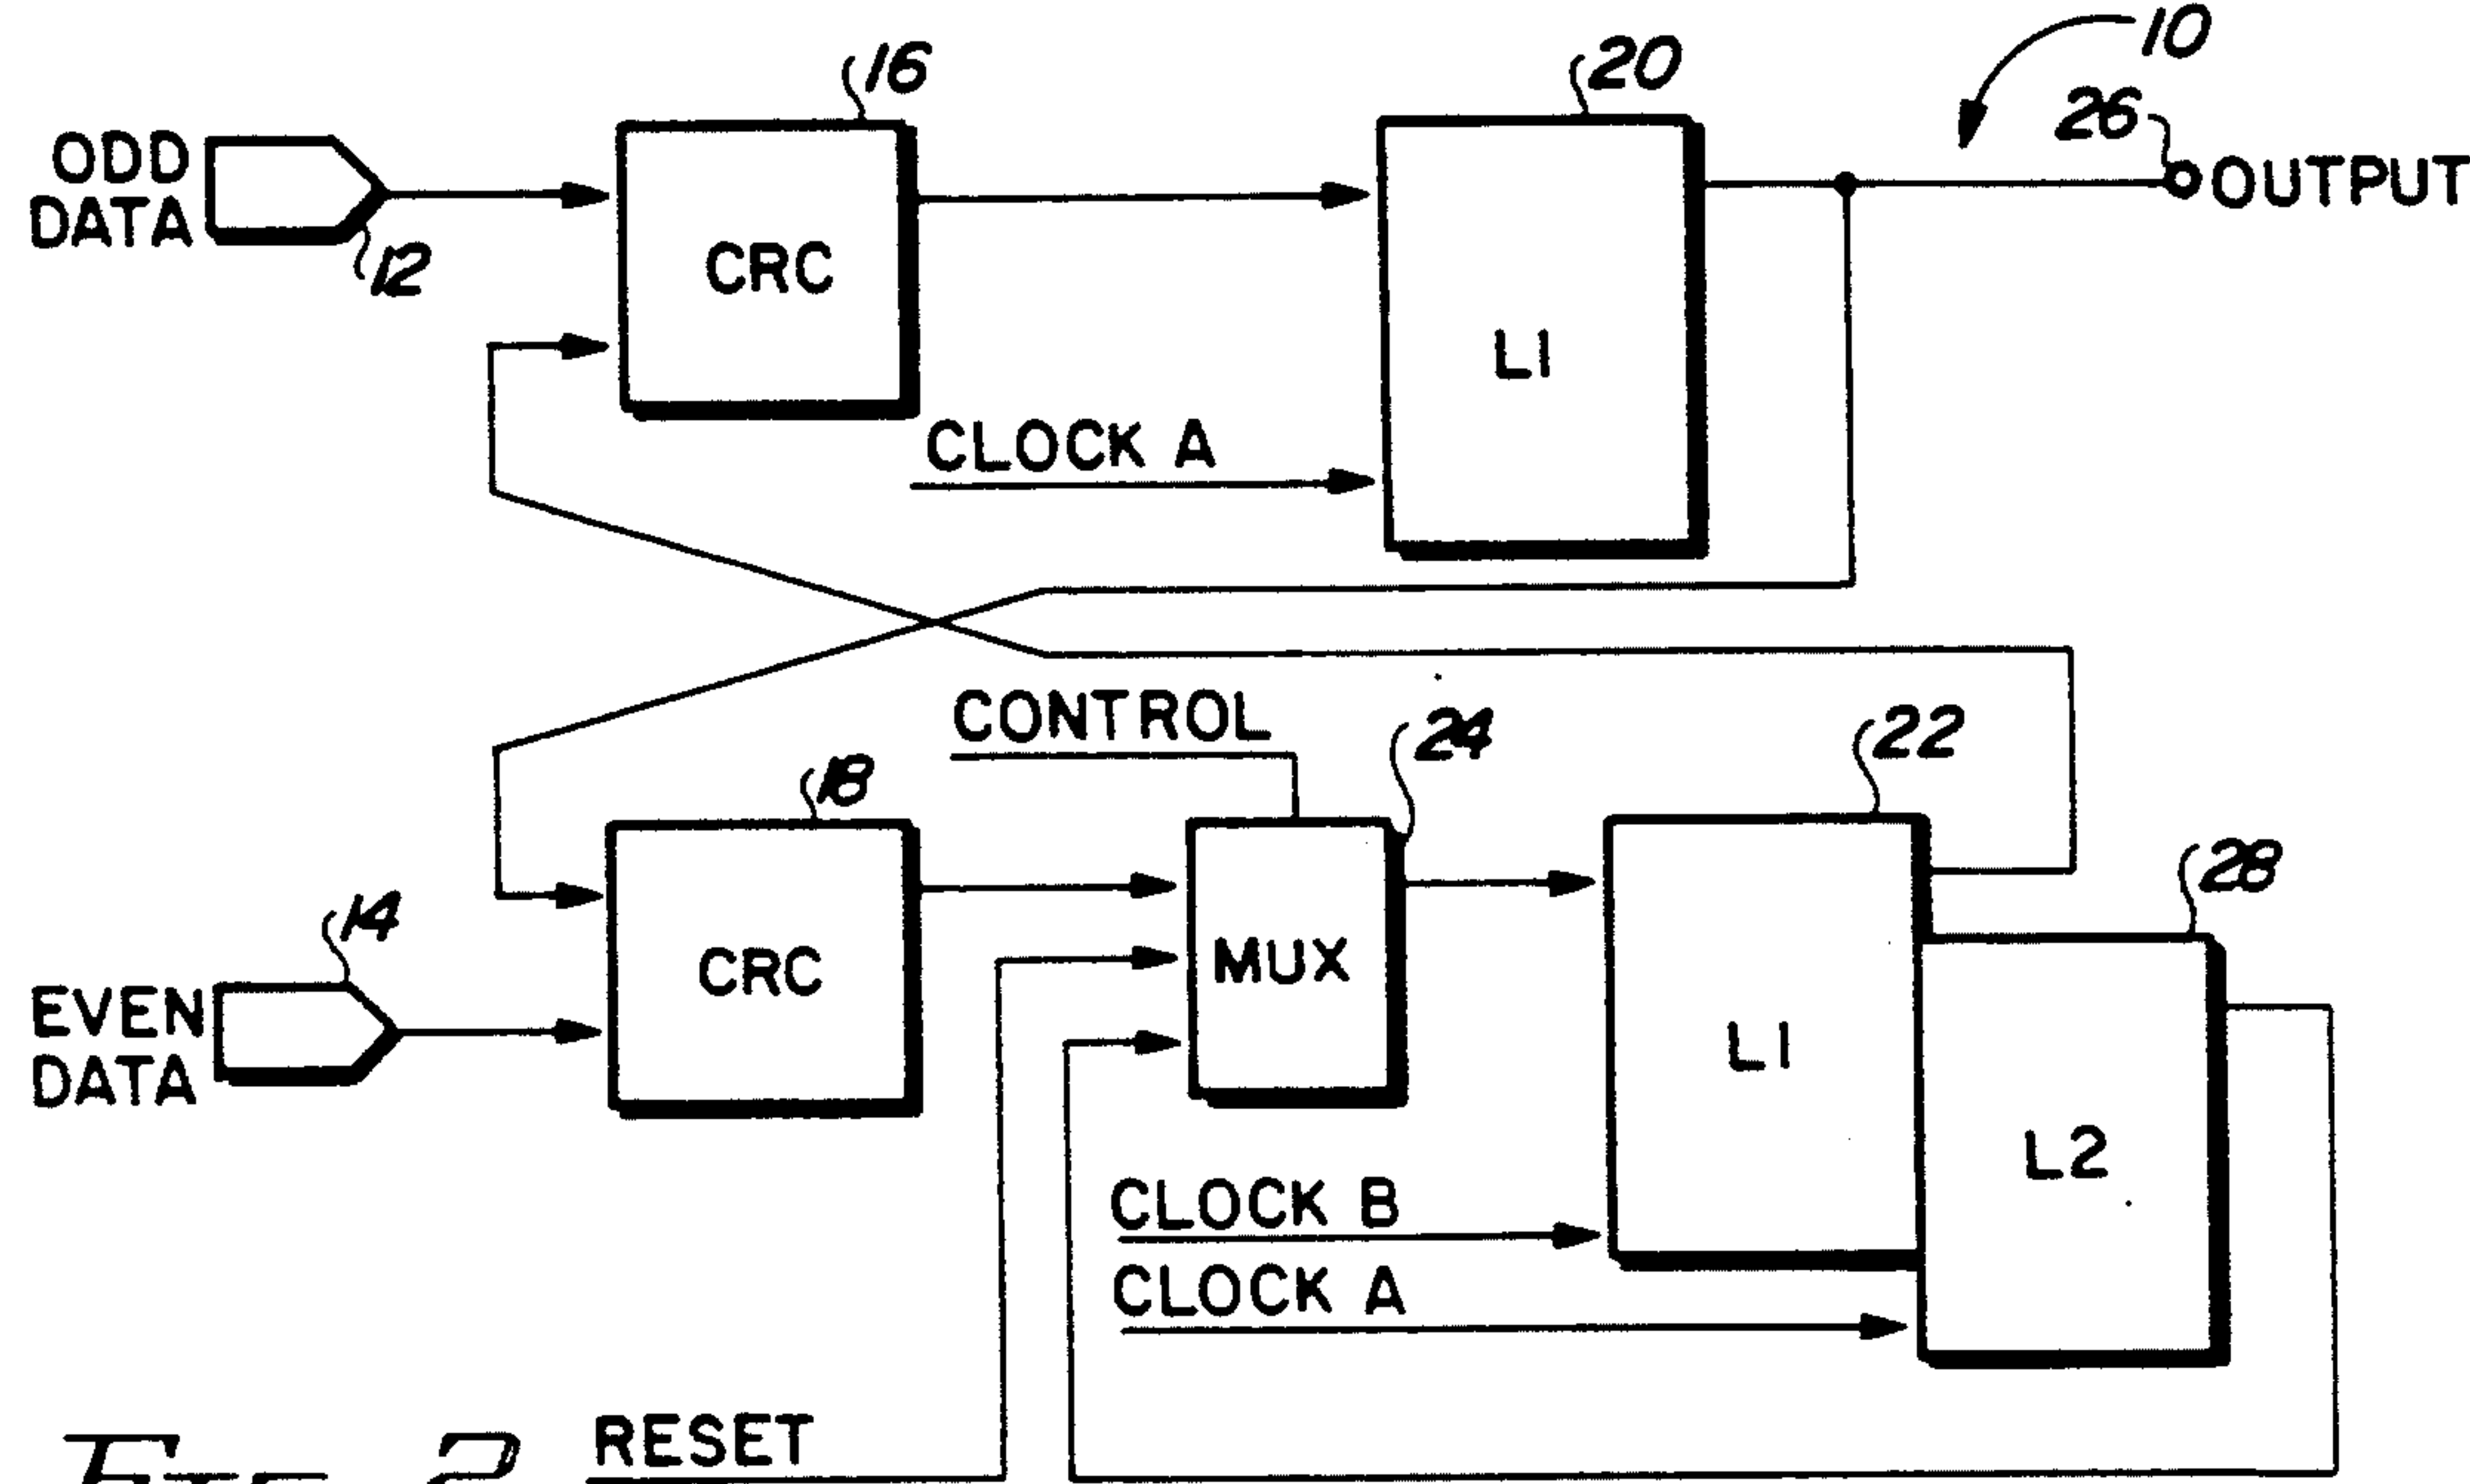 10
16
20
26
ODD
DATA
OUTPUT
12
CRC
L1
CLOCK A
CONTROL
24
22
18
28
14
CRC
MUX
EVEN
DATA
L1
L2
CLOCK B
CLOCK A
RESET